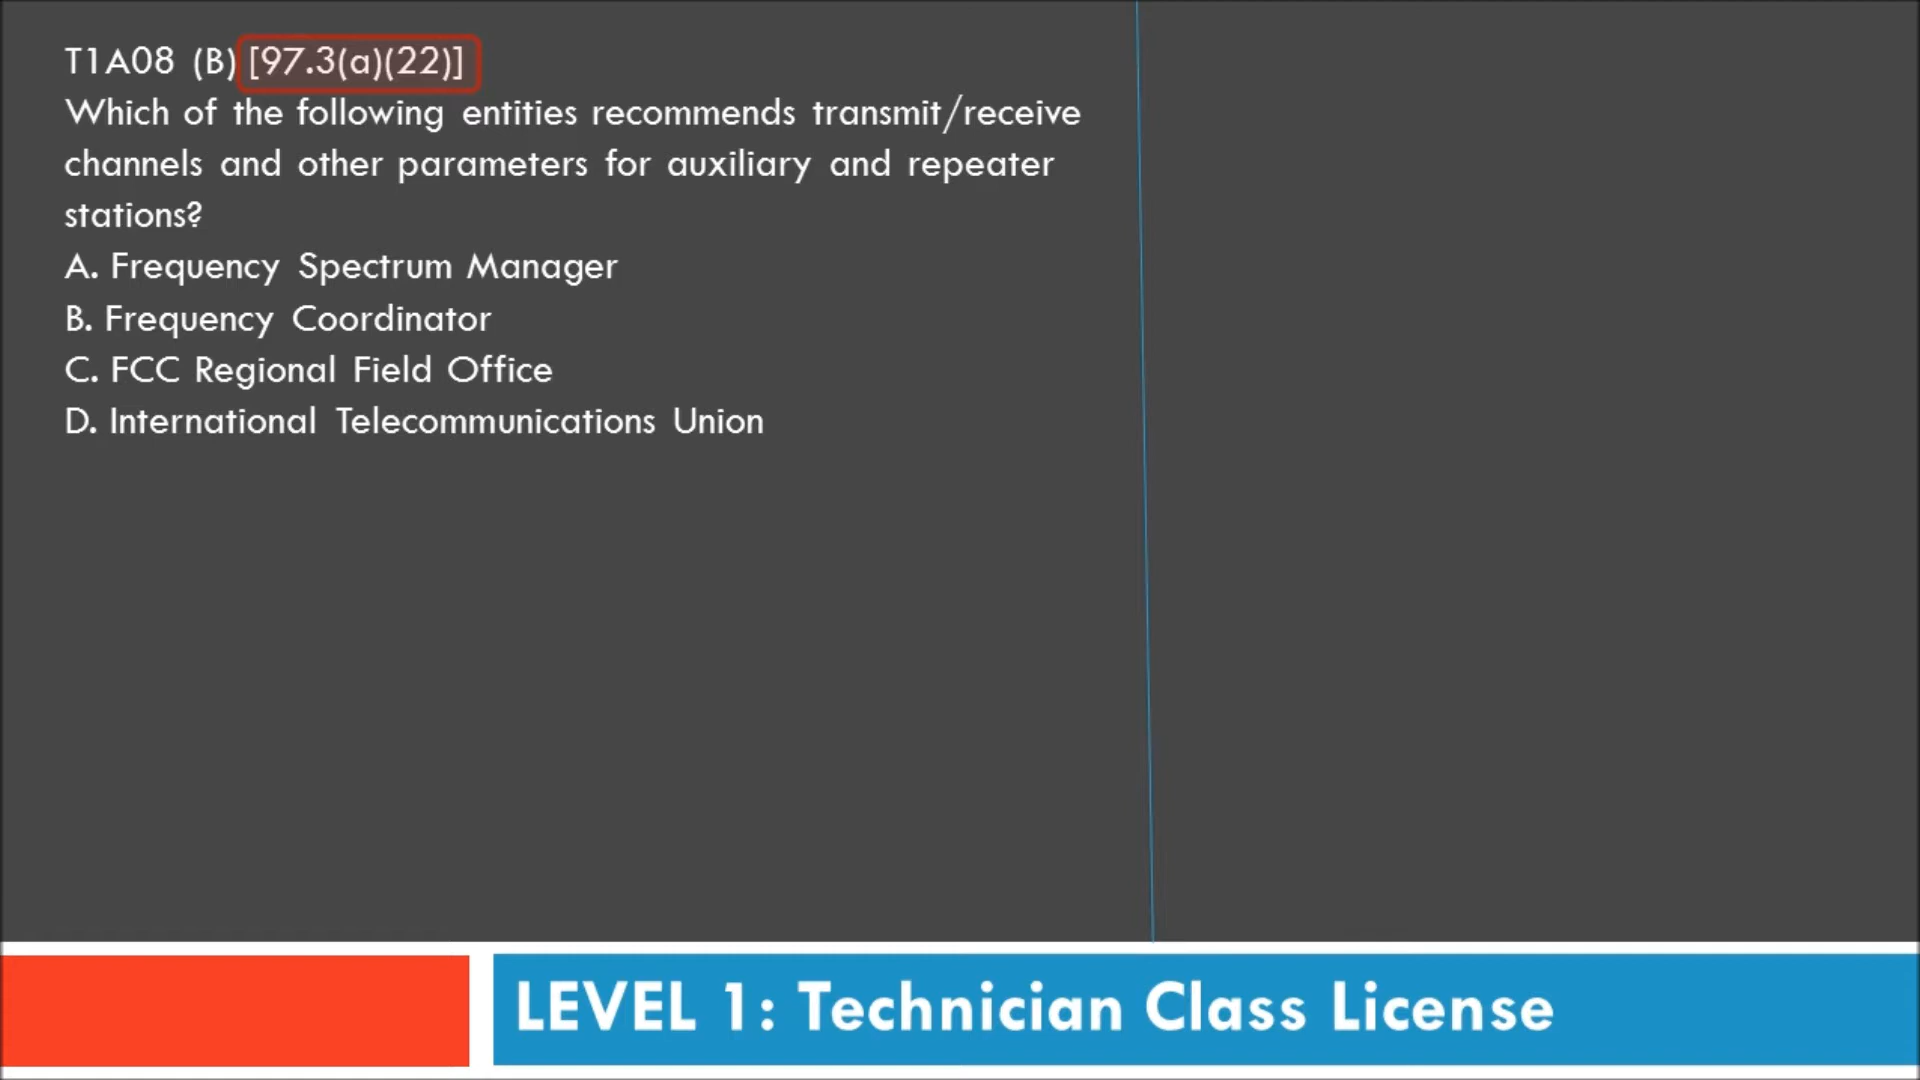 T1A08 (B) [97.3(a)(22)]
Which of the following entities recommends transmit/receive
channels and other parameters for auxiliary and repeater
stations?
A. Frequency Spectrum Manager
B. Frequency Coordinator
C. FCC Regional Field Office
D. International Telecommunications Union
LEVEL 1: Technician Class License